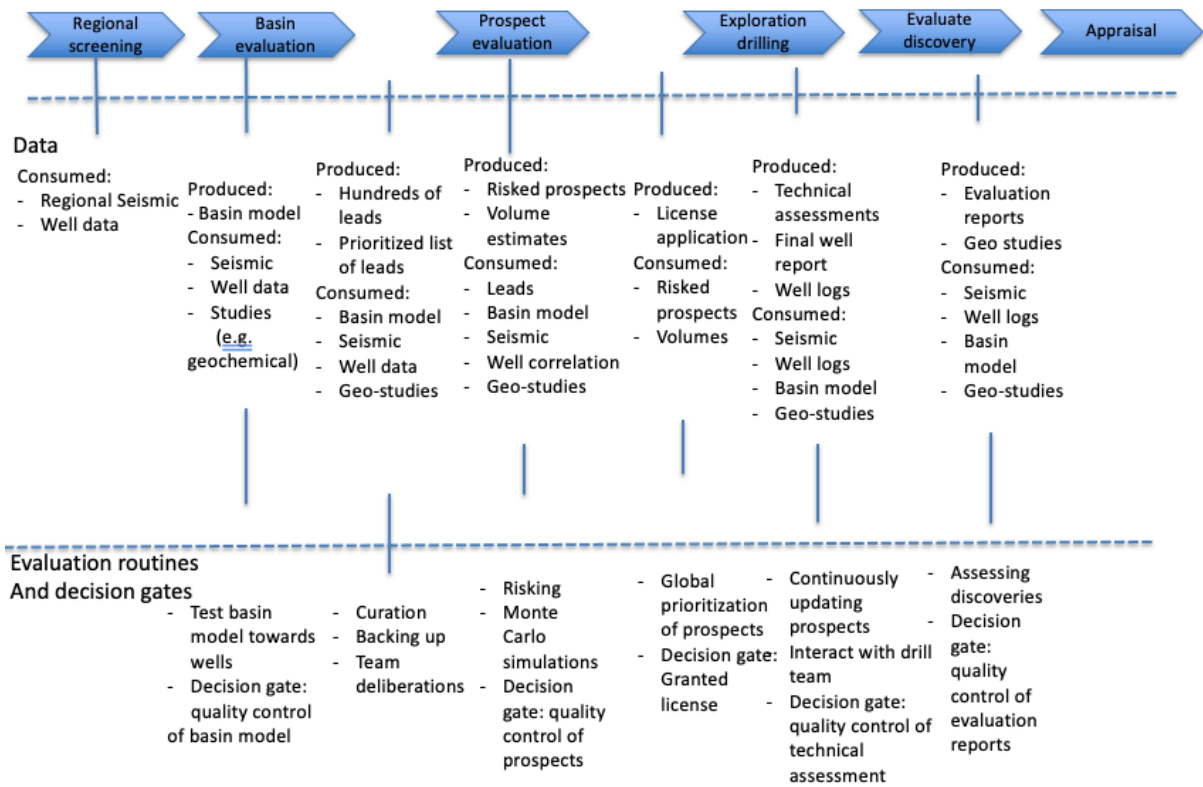 Regional
screening
Basin
evaluation
Prospect
evaluation
Exploration
drilling
Evaluate
discovery
Appraisal
Data
Consumed:
- Regional Seismic
- Well data
Produced:
- Basin model
Consumed:
- Seismic
- Well data
- Studies
(e.g.
geochemical)
Produced:
- Hundreds of
leads
- Prioritized list
of leads
Consumed:
- Basin model
- Seismic
- Well data
- Geo-studies
Produced:
- Risked prospects
- Volume
estimates
Consumed:
- Leads
- Basin model
- Seismic
- Well correlation
- Geo-studies
Produced:
- License
application
Consumed:
- Risked
prospects
- Volumes
Produced:
- Technical
assessments
- Final well
report
- Well logs
Consumed:
- Seismic
- Well logs
- Basin model
- Geo-studies
Produced:
- Evaluation
reports
- Geo studies
Consumed:
- Seismic
- Well logs
- Basin
model
- Geo-studies
Evaluation routines
And decision gates
- Test basin
model towards
wells
- Decision gate:
quality control
of basin model
- Curation
- Backing up
- Team
deliberations
- Risking
- Monte
Carlo
simulations
- Decision
gate: quality
control of
prospects
- Global
prioritization
of prospects
- Decision gate:
Granted
license
- Continuously
updating
prospects
- Interact with drill
team
- Decision gate:
quality control of
technical
assessment
- Assessing
discoveries
- Decision
gate:
quality
control of
evaluation
reports